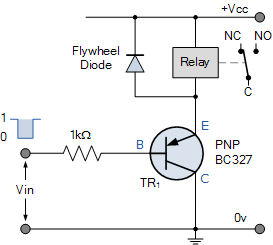 +Vcc
NC NO
Flywheel
Diode
Relay
C
1
0
1kΩ
E
B
PNP
BC327
C
TR1
Vin
0v